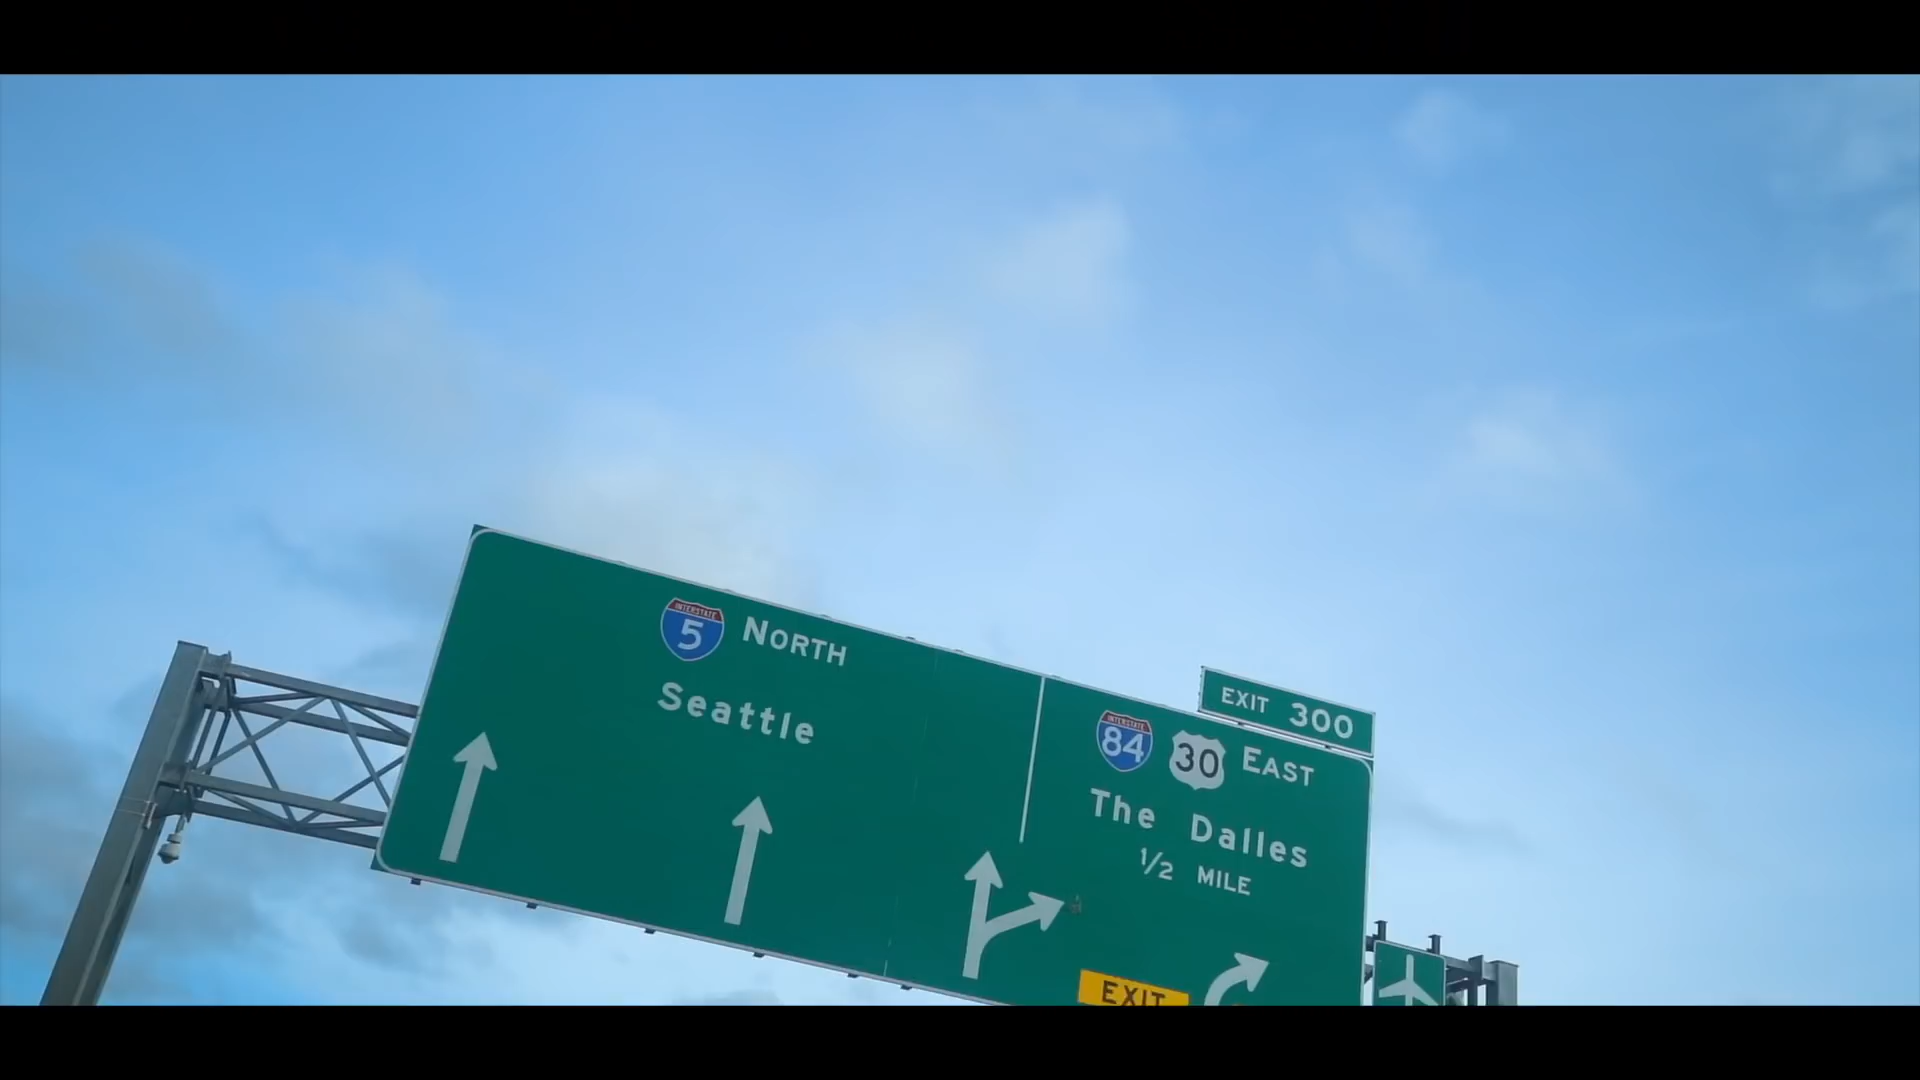 INTERSTATE
5 NORTH
Seattle
EXIT 300
INTERSTATE
84 30 EAST
The Dalles
1/2 MILE
EXIT